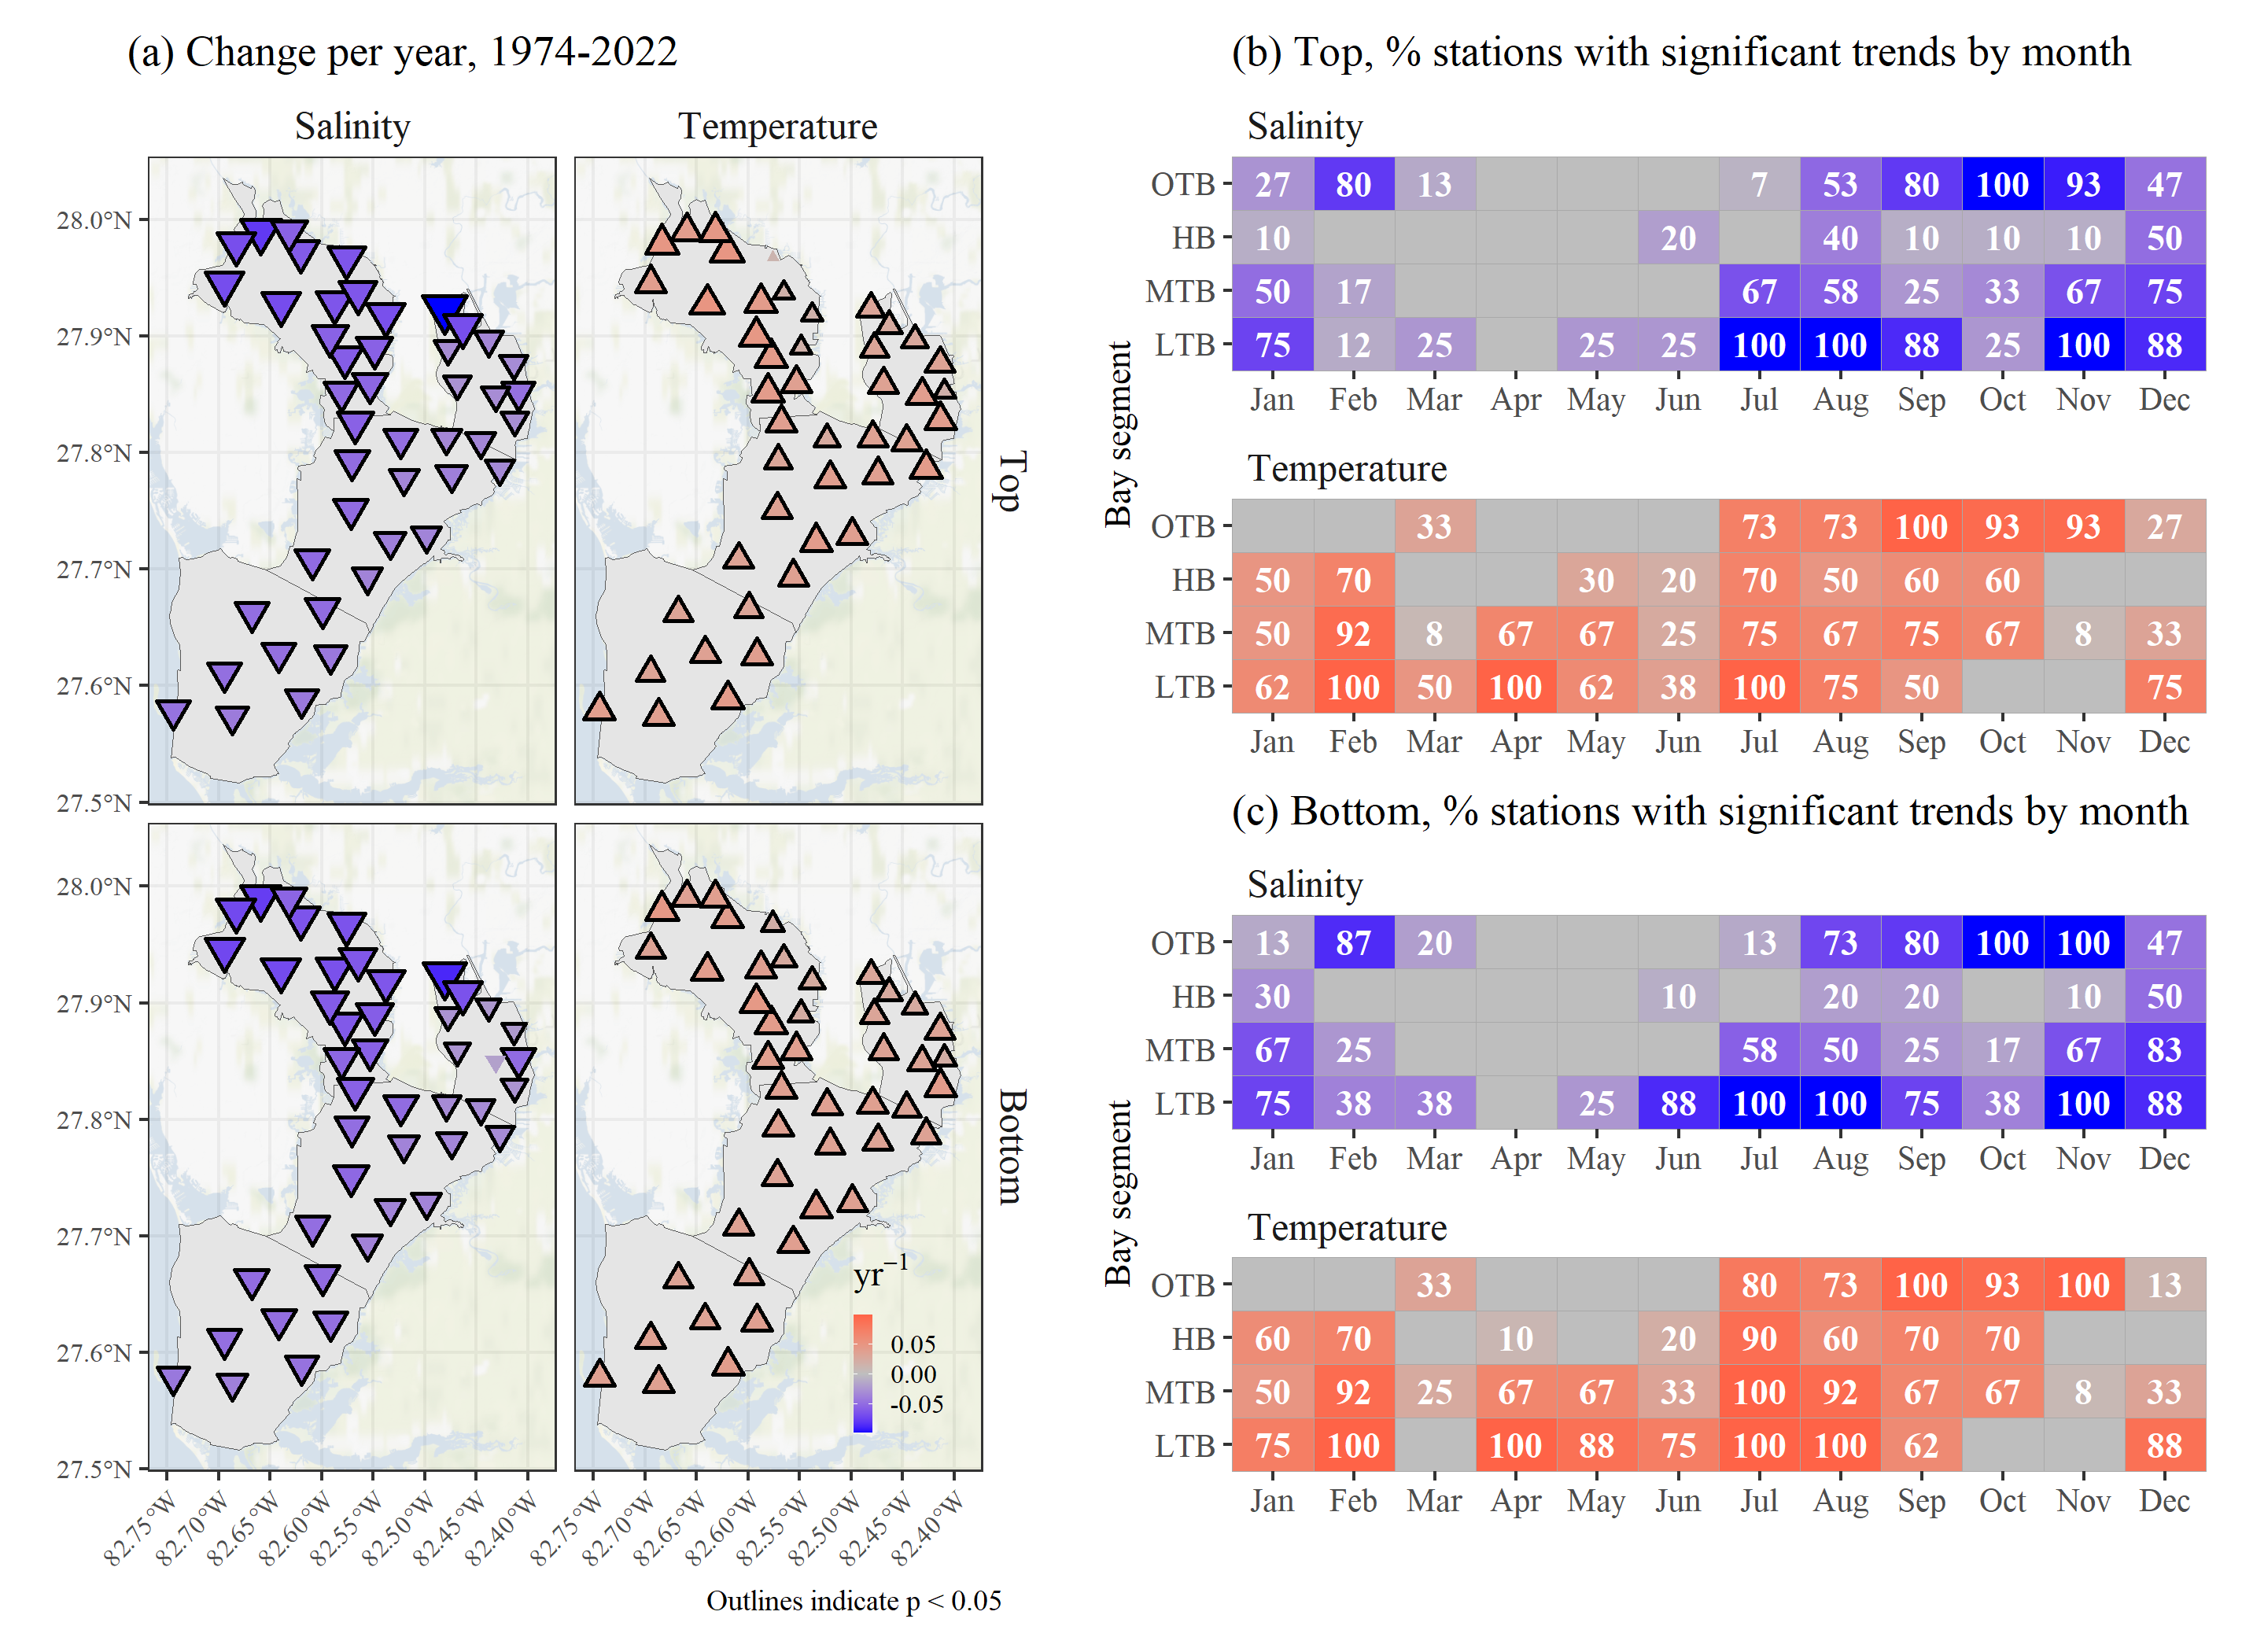 (a) Change per year, 1974-2022
Salinity Temperature
28.0°N
27.9°N
27.8°N
27.7°N
27.6°N
27.5°N
Top
28.0°N
27.9°N
27.8°N
27.7°N
27.6°N
27.5°N
Bottom
yr−1
0.05
0.00
-0.05
82.75°W 82.70°W 82.65°W 82.60°W 82.55°W 82.50°W 82.45°W 82.40°W 82.75°W 82.70°W 82.65°W 82.60°W 82.55°W 82.50°W 82.45°W 82.40°W
Outlines indicate p < 0.05
(b) Top, % stations with significant trends by month
Bay segment
Salinity
OTB 27 80 13 7 53 80 100 93 47
HB 10 20 40 10 10 10 50
MTB 50 17 67 58 25 33 67 75
LTB 75 12 25 25 25 100 100 88 25 100 88
Jan Feb Mar Apr May Jun Jul Aug Sep Oct Nov Dec
Temperature
OTB 33 73 73 100 93 93 27
HB 50 70 30 20 70 50 60 60
MTB 50 92 8 67 67 25 75 67 75 67 8 33
LTB 62 100 50 100 62 38 100 75 50 75
Jan Feb Mar Apr May Jun Jul Aug Sep Oct Nov Dec
(c) Bottom, % stations with significant trends by month
Bay segment
Salinity
OTB 13 87 20 13 73 80 100 100 47
HB 30 10 20 20 10 50
MTB 67 25 58 50 25 17 67 83
LTB 75 38 38 25 88 100 100 75 38 100 88
Jan Feb Mar Apr May Jun Jul Aug Sep Oct Nov Dec
Temperature
OTB 33 80 73 100 93 100 13
HB 60 70 10 20 90 60 70 70
MTB 50 92 25 67 67 33 100 92 67 67 8 33
LTB 75 100 100 88 75 100 100 62 88
Jan Feb Mar Apr May Jun Jul Aug Sep Oct Nov Dec